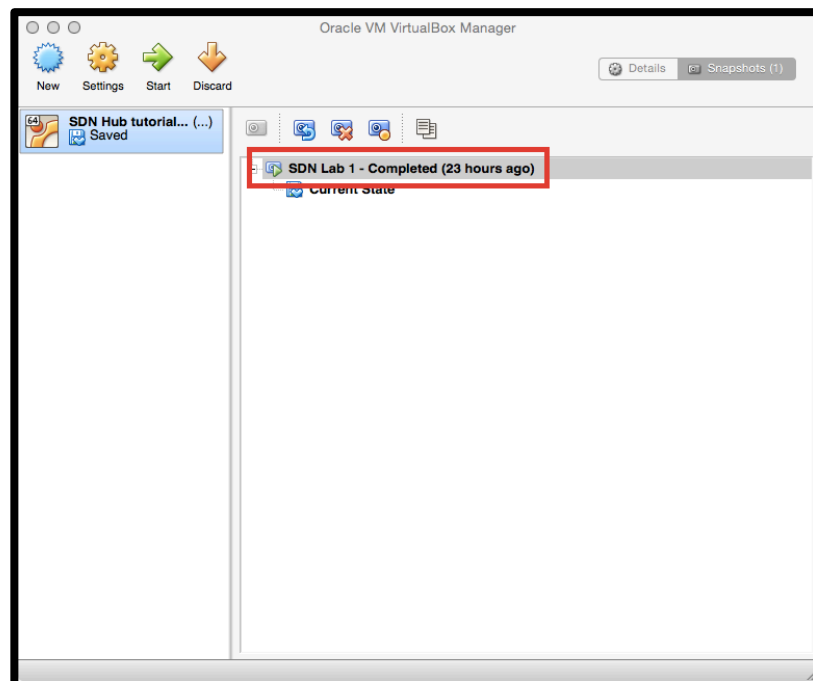 Oracle VM VirtualBox Manager
New Settings Start Discard
Details Snapshots (1)
64
SDN Hub tutorial... (...)
Saved
SDN Lab 1 - Completed (23 hours ago)
Current State